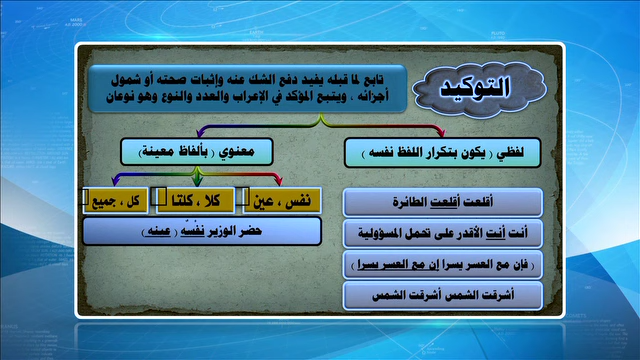 التوكيد
تابع لما قبله يفيد دفع الشك عنه وإثبات صحته أو شمول
أجزائه ، ويتبع المؤكد في الإعراب والعدد والنوع وهو نوعان
لفظي ( يكون بتكرار اللفظ نفسه )
معنوي ( بألفاظ معينة )
أقلعت أقلعت الطائرة
أنت أنت الأقدر على تحمل المسؤولية
( فإن مع العسر يسرا إن مع العسر يسرا )
أشرقت الشمس أشرقت الشمس
نفس ، عين
كلا ، كلتا
كل ، جميع
حضر الوزير نفسُه ( عينه )